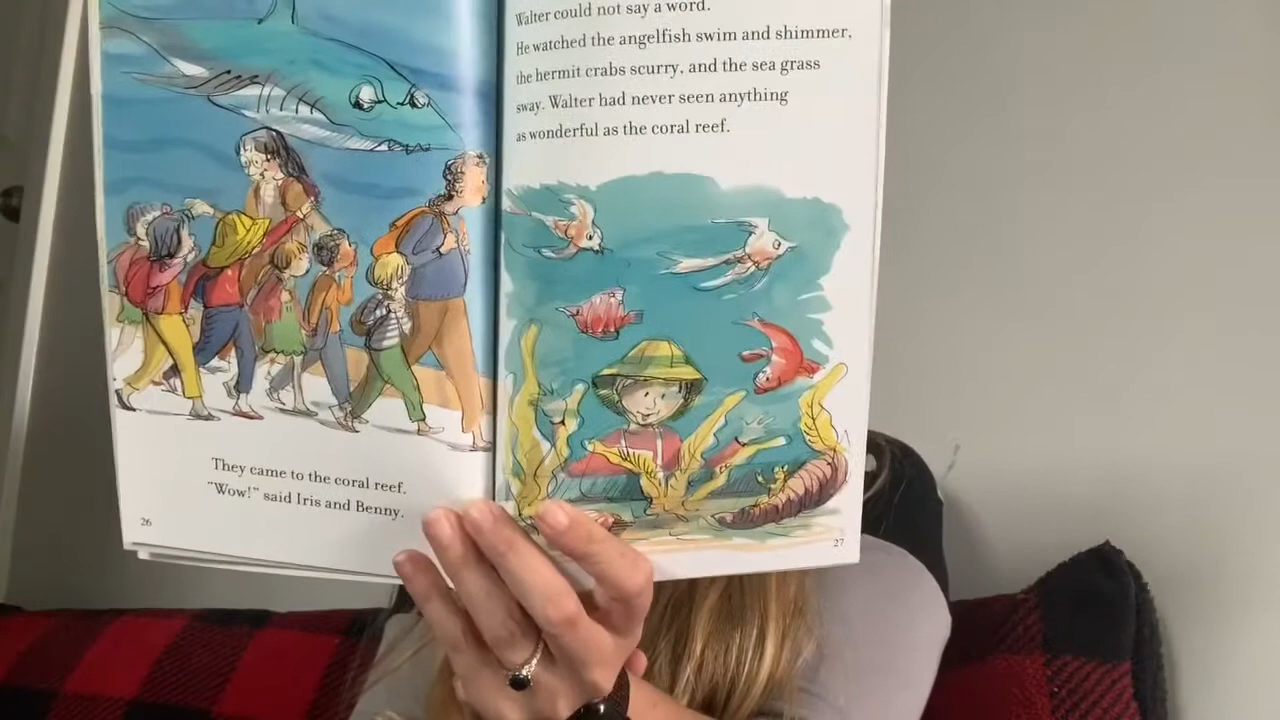 They came to the coral reef.
"Wow!" said Iris and Benny.
26
Walter could not say a word.
He watched the angelfish swim and shimmer,
the hermit crabs scurry, and the sea grass
sway. Walter had never seen anything
as wonderful as the coral reef.
27